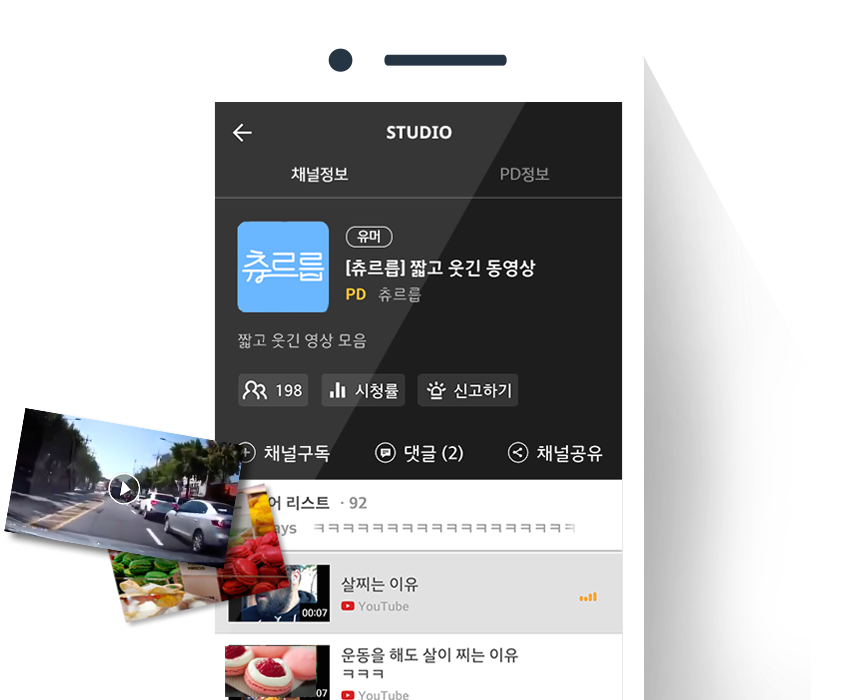 STUDIO
채널정보 PD정보
츄르릅
유머
[츄르릅] 짧고 웃긴 동영상
PD 츄르릅
짧고 웃긴 영상 모음
198 시청률 신고하기
채널구독 댓글 (2) 채널공유
어 리스트 · 92
ays ㅋㅋㅋㅋㅋㅋㅋㅋㅋㅋㅋㅋㅋㅋㅋㅋㅋㅋ
살찌는 이유
00:07
YouTube
운동을 해도 살이 찌는 이유
ㅋㅋㅋ
07
YouTube